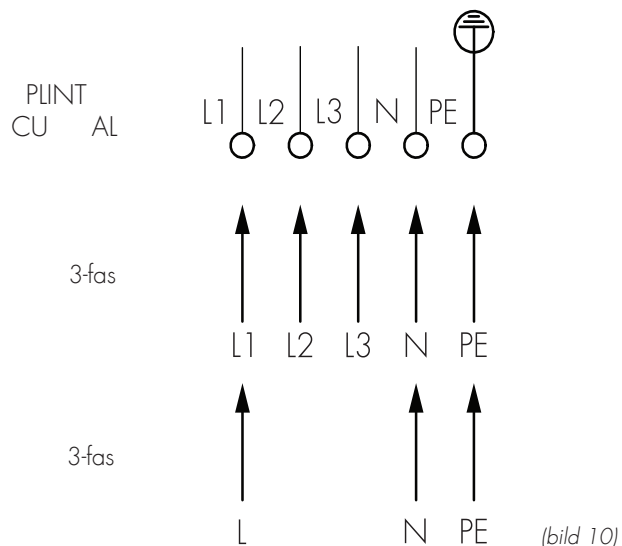 PLINT
CU AL
L1 L2 L3 N PE
3-fas
L1 L2 L3 N PE
3-fas
L N PE
(bild 10)